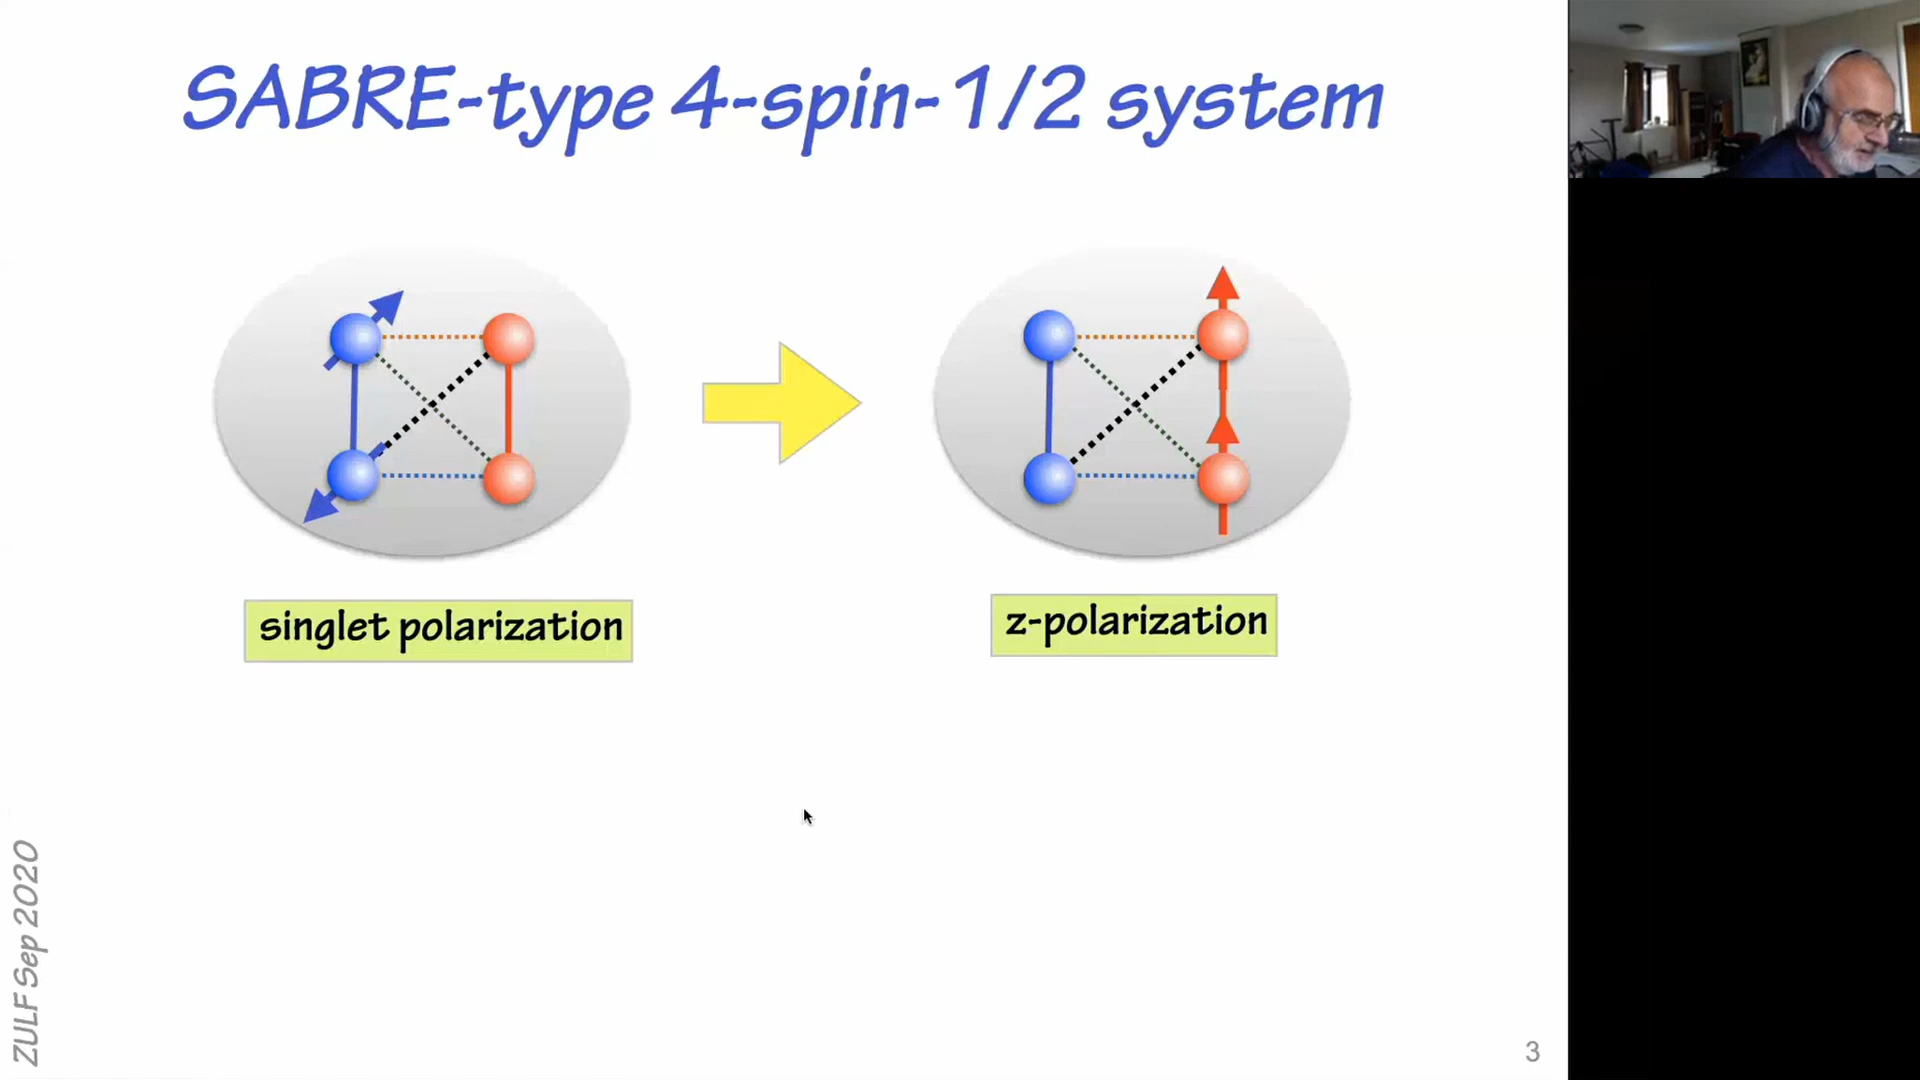 SABRE-type 4-spin-1/2 system
singlet polarization
z-polarization
ZULF Sep 2020
3